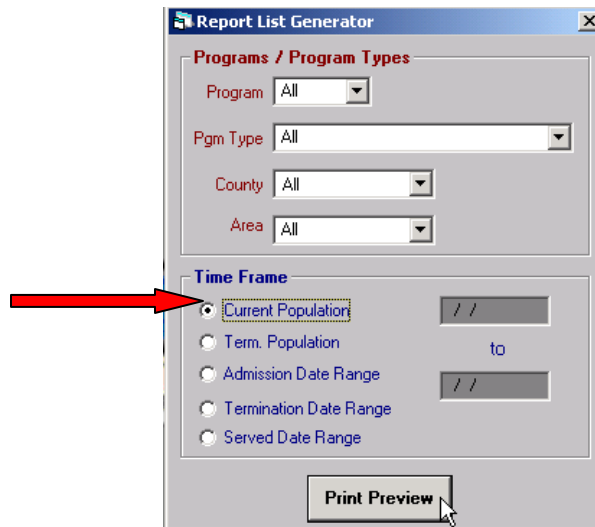 Report List Generator
Programs / Program Types
Program All
Pgm Type All
County All
Area All
Time Frame
Current Population / /
Term. Population to
Admission Date Range / /
Termination Date Range
Served Date Range
Print Preview